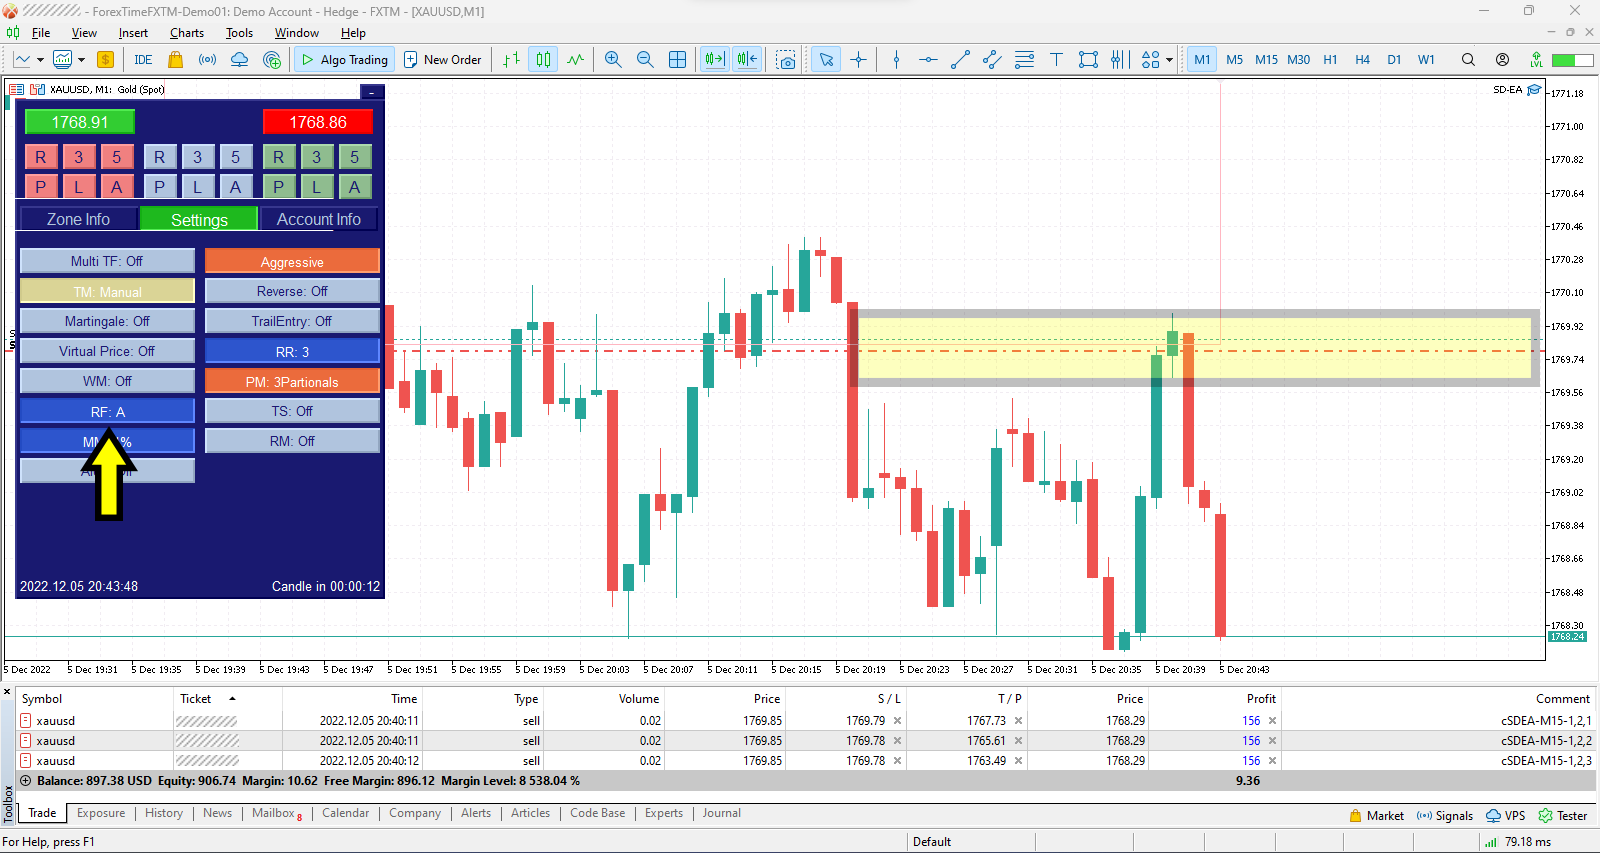 - ForexTimeFXTM-Demo01: Demo Account - Hedge - FXTM - [XAUUSD,M1]
File View Insert Charts Tools Window Help
IDE Algo Trading New Order M1 M5 M15 M30 H1 H4 D1 W1 LVL
XAUUSD, M1: Gold (Spot)
SD-EA
1768.91 1768.86
R 3 5 R 3 5 R 3 5
P L A P L A P L A
Zone Info Settings Account Info
Multi TF: Off Aggressive
TM: Manual Reverse: Off
Martingale: Off TrailEntry: Off
Virtual Price: Off RR: 3
WM: Off PM: 3Partionals
RF: A TS: Off
RM: Off
2022.12.05 20:43:48 Candle in 00:00:12
1771.18
1771.00
1770.82
1770.64
1770.46
1770.28
1770.10
1769.92
1769.74
1769.56
1769.38
1769.20
1769.02
1768.84
1768.66
1768.48
1768.30
1768.24
5 Dec 2022 5 Dec 19:31 5 Dec 19:35 5 Dec 19:39 5 Dec 19:43 5 Dec 19:47 5 Dec 19:51 5 Dec 19:55 5 Dec 19:59 5 Dec 20:03 5 Dec 20:07 5 Dec 20:11 5 Dec 20:15 5 Dec 20:19 5 Dec 20:23 5 Dec 20:27 5 Dec 20:31 5 Dec 20:35 5 Dec 20:39 5 Dec 20:43
Symbol Ticket Time Type Volume Price S / L T / P Price Profit Comment
xauusd 2022.12.05 20:40:11 sell 0.02 1769.85 1769.79 1767.73 1768.29 156 cSDEA-M15-1,2,1
xauusd 2022.12.05 20:40:11 sell 0.02 1769.85 1769.78 1765.61 1768.29 156 cSDEA-M15-1,2,2
xauusd 2022.12.05 20:40:12 sell 0.02 1769.85 1769.78 1763.49 1768.29 156 cSDEA-M15-1,2,3
Balance: 897.38 USD Equity: 906.74 Margin: 10.62 Free Margin: 896.12 Margin Level: 8 538.04 % 9.36
Toolbox
Trade Exposure History News Mailbox 8 Calendar Company Alerts Articles Code Base Experts Journal Market Signals VPS Tester
For Help, press F1 Default 79.18 ms